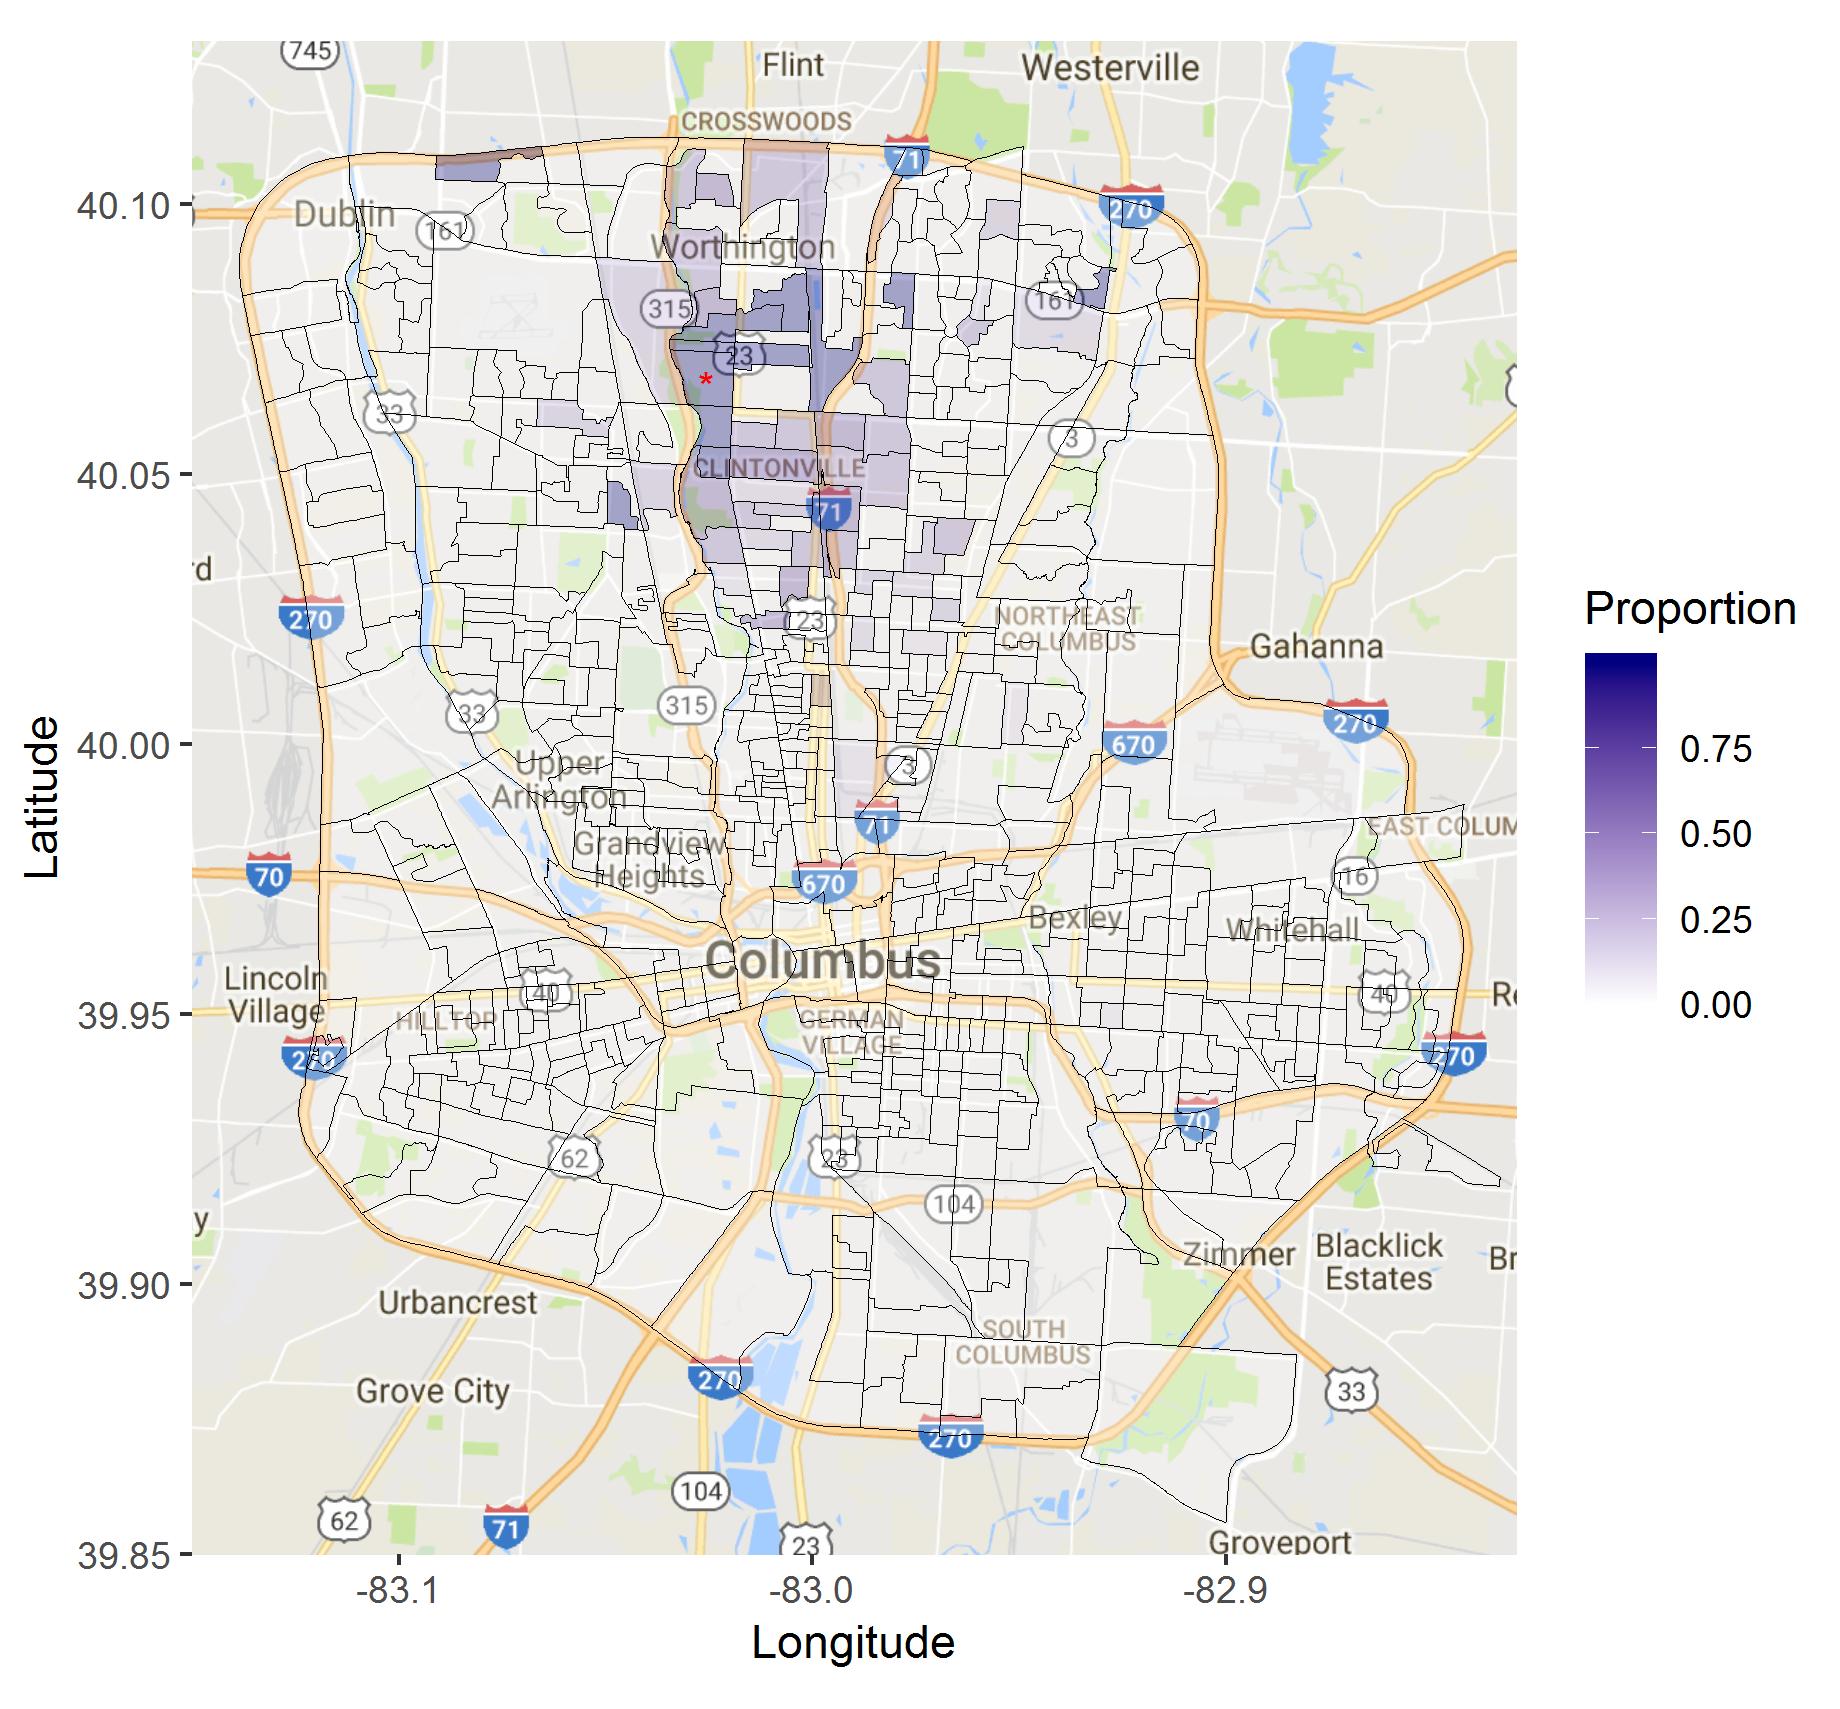 745
Flint
Westerville
CROSSWOODS
71
40.10
Dublin
161
270
Worthington
315
161
23
*
33
3
40.05
CLINTONVILLE
71
rd
270
23
NORTHEAST
COLUMBUS
Gahanna
33
315
270
40.00
670
Upper
Arlington
3
71
EAST COLUM
Grandview
Heights
70
670
16
Bexley
Whitehall
Columbus
Lincoln
Village
40
40
Re
39.95
HILLTOP
GERMAN
VILLAGE
270
270
70
62
23
104
y
Zimmer
Blacklick
Estates
Br
39.90
Urbancrest
SOUTH
COLUMBUS
270
Grove City
33
270
104
62
71
23
Groveport
39.85
-83.1
-83.0
-82.9
Longitude
Latitude
Proportion
0.75
0.50
0.25
0.00